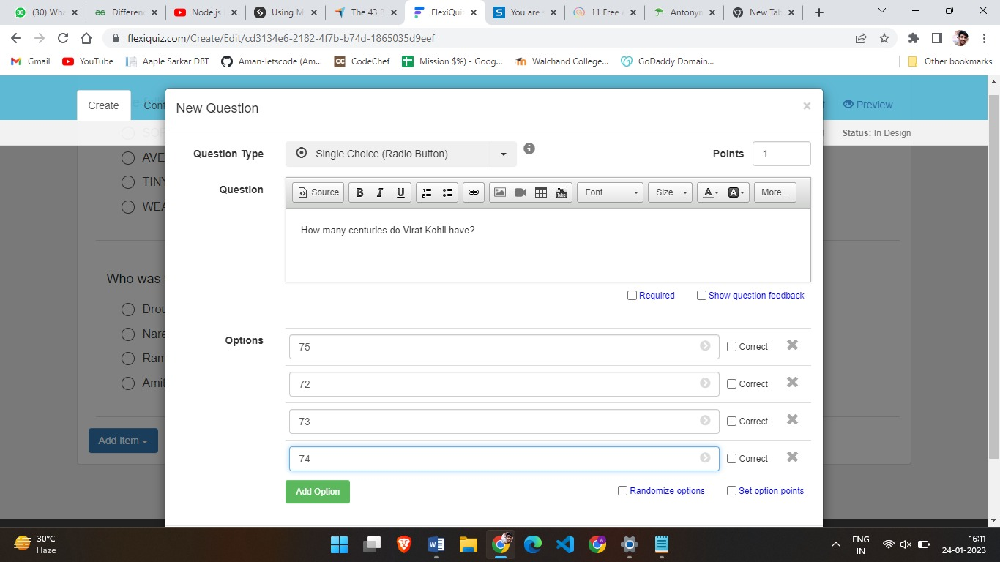 (30) Wha
Differen
Node.js
Using M
The 43 B
FlexiQui
You are s
11 Free
Antonym
New Tab
flexiquiz.com/Create/Edit/cd3134e6-2182-4f7b-b74d-1865035d9eef
Gmail
YouTube
Aaple Sarkar DBT
Aman-letscode (Am...
CodeChef
Mission $%) - Goog...
Walchand College...
GoDaddy Domain...
Other bookmarks
Create
Conf
Preview
Status: In Design
New Question
Question Type
Single Choice (Radio Button)
Points
1
Question
Source
B I U
Font
Size
A
A
More ..
How many centuries do Virat Kohli have?
Required
Show question feedback
Options
75
Correct
72
Correct
73
Correct
74
Correct
Add Option
Randomize options
Set option points
AVE
TINY
WEA
Who was
Drou
Nare
Ram
Amit
Add item
30°C
Haze
ENG
IN
16:11
24-01-2023